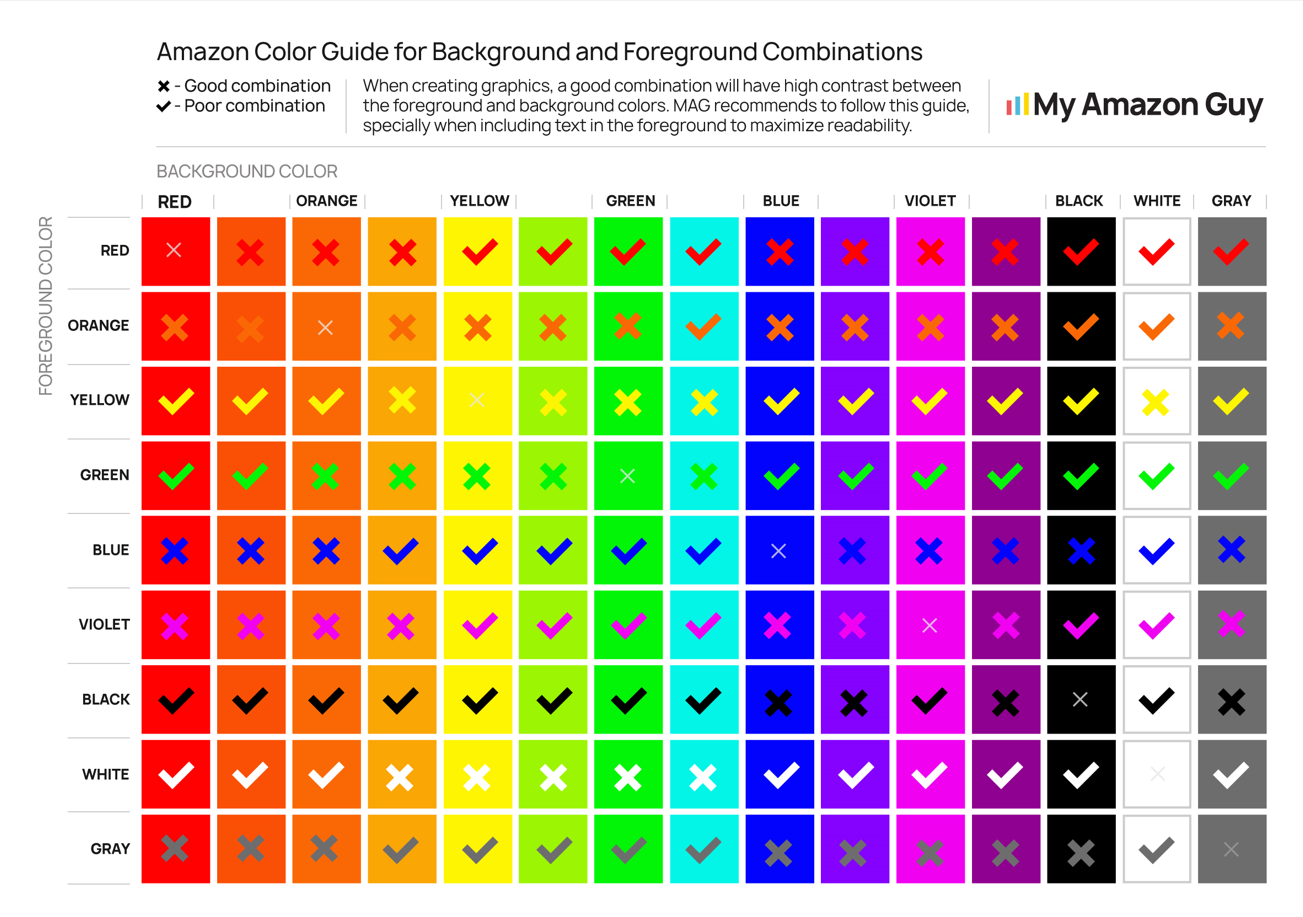 Amazon Color Guide for Background and Foreground Combinations
✖ - Good combination
✔ - Poor combination
When creating graphics, a good combination will have high contrast between
the foreground and background colors. MAG recommends to follow this guide,
specially when including text in the foreground to maximize readability.
My Amazon Guy
BACKGROUND COLOR
RED ORANGE YELLOW GREEN BLUE VIOLET BLACK WHITE GRAY
FOREGROUND COLOR
RED
ORANGE
YELLOW
GREEN
BLUE
VIOLET
BLACK
WHITE
GRAY